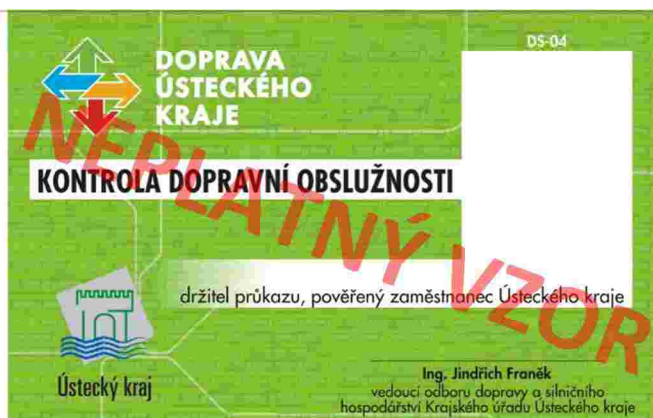 DS-04
DOPRAVA
ÚSTECKÉHO
KRAJE
KONTROLA DOPRAVNÍ OBSLUŽNOSTI
NEPLATNÝ VZOR
držitel průkazu, pověřený zaměstnanec Ústeckého kraje
Ústecký kraj
Ing. Jindřich Franěk
vedoucí odboru dopravy a silničního
hospodářství Krajského úřadu Ústeckého kraje